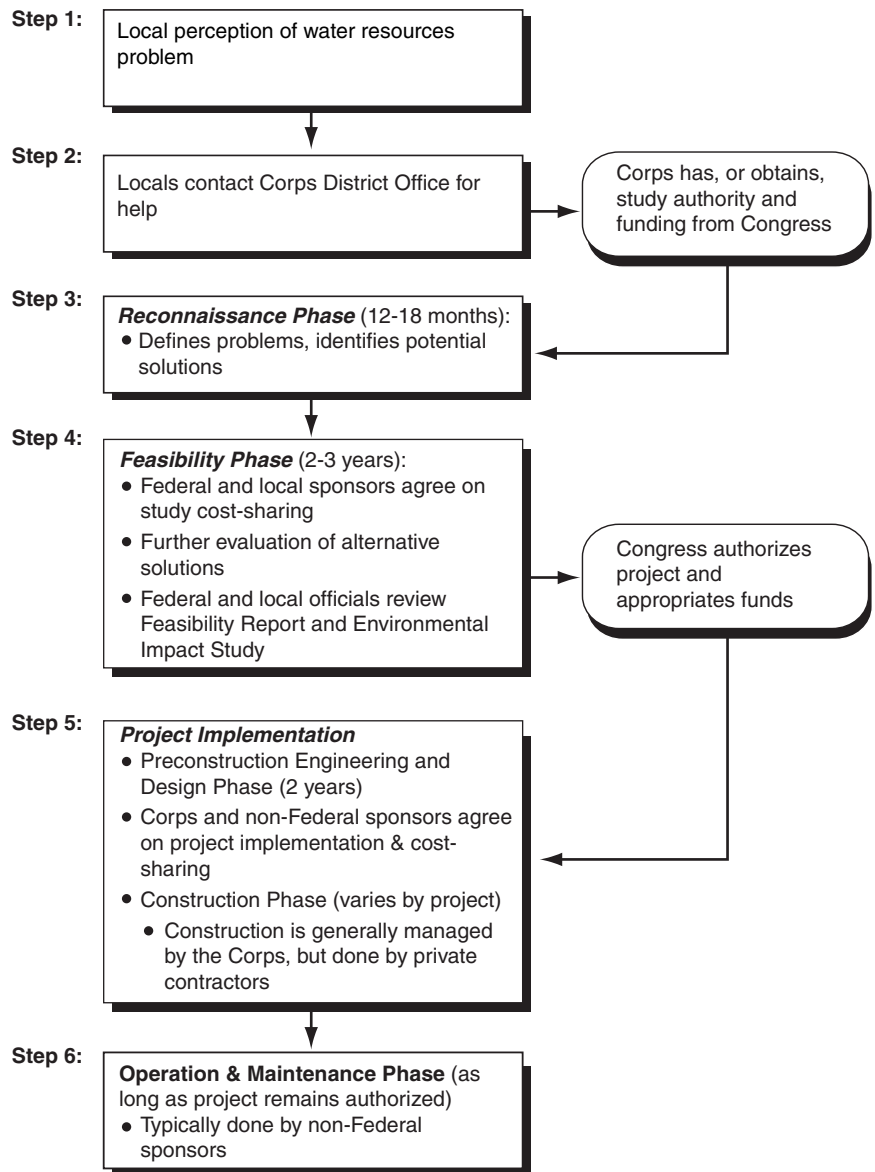 Step 1:
Local perception of water resources
problem
Step 2:
Locals contact Corps District Office for
help
Corps has, or obtains,
study authority and
funding from Congress
Step 3:
Reconnaissance Phase (12-18 months):
• Defines problems, identifies potential
solutions
Step 4:
Feasibility Phase (2-3 years):
• Federal and local sponsors agree on
study cost-sharing
• Further evaluation of alternative
solutions
• Federal and local officials review
Feasibility Report and Environmental
Impact Study
Congress authorizes
project and
appropriates funds
Step 5:
Project Implementation
• Preconstruction Engineering and
Design Phase (2 years)
• Corps and non-Federal sponsors agree
on project implementation & cost-
sharing
• Construction Phase (varies by project)
• Construction is generally managed
by the Corps, but done by private
contractors
Step 6:
Operation & Maintenance Phase (as
long as project remains authorized)
• Typically done by non-Federal
sponsors